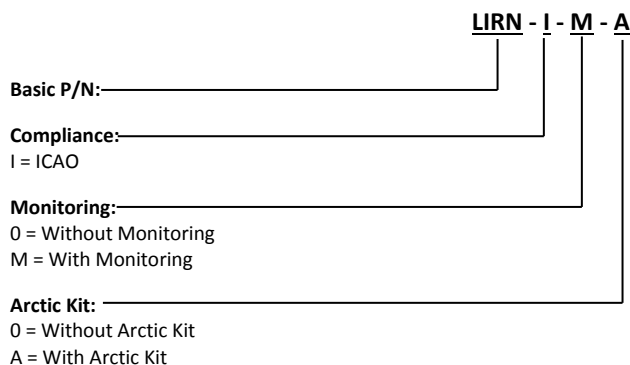 LIRN - I - M - A
Basic P/N:
Compliance:
I = ICAO
Monitoring:
0 = Without Monitoring
M = With Monitoring
Arctic Kit:
0 = Without Arctic Kit
A = With Arctic Kit